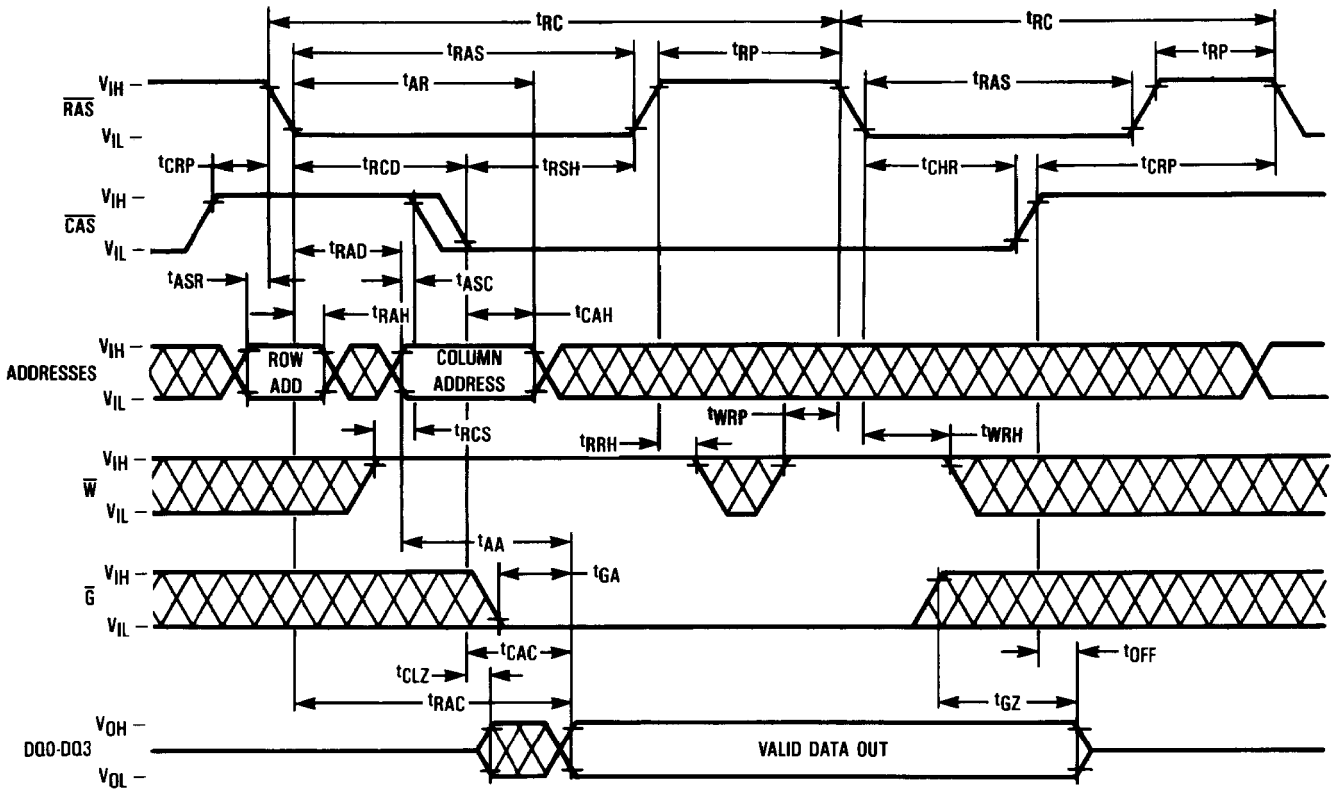 tRC tRC
tRAS tRP tRP
tAR tRAS
VIH
RAS
VIL
tCRP tRCD tRSH tCHR tCRP
VIH
CAS
VIL
tRAD
tASR tASC
tRAH tCAH
VIH ROW COLUMN
ADDRESSES
VIL ADD ADDRESS
tRCS tRRH tWRP tWRH
VIH
W
VIL
tAA
tGA
VIH
G
VIL
tCAC tOFF
tCLZ
tRAC tGZ
VOH
DQ0-DQ3 VALID DATA OUT
VOL